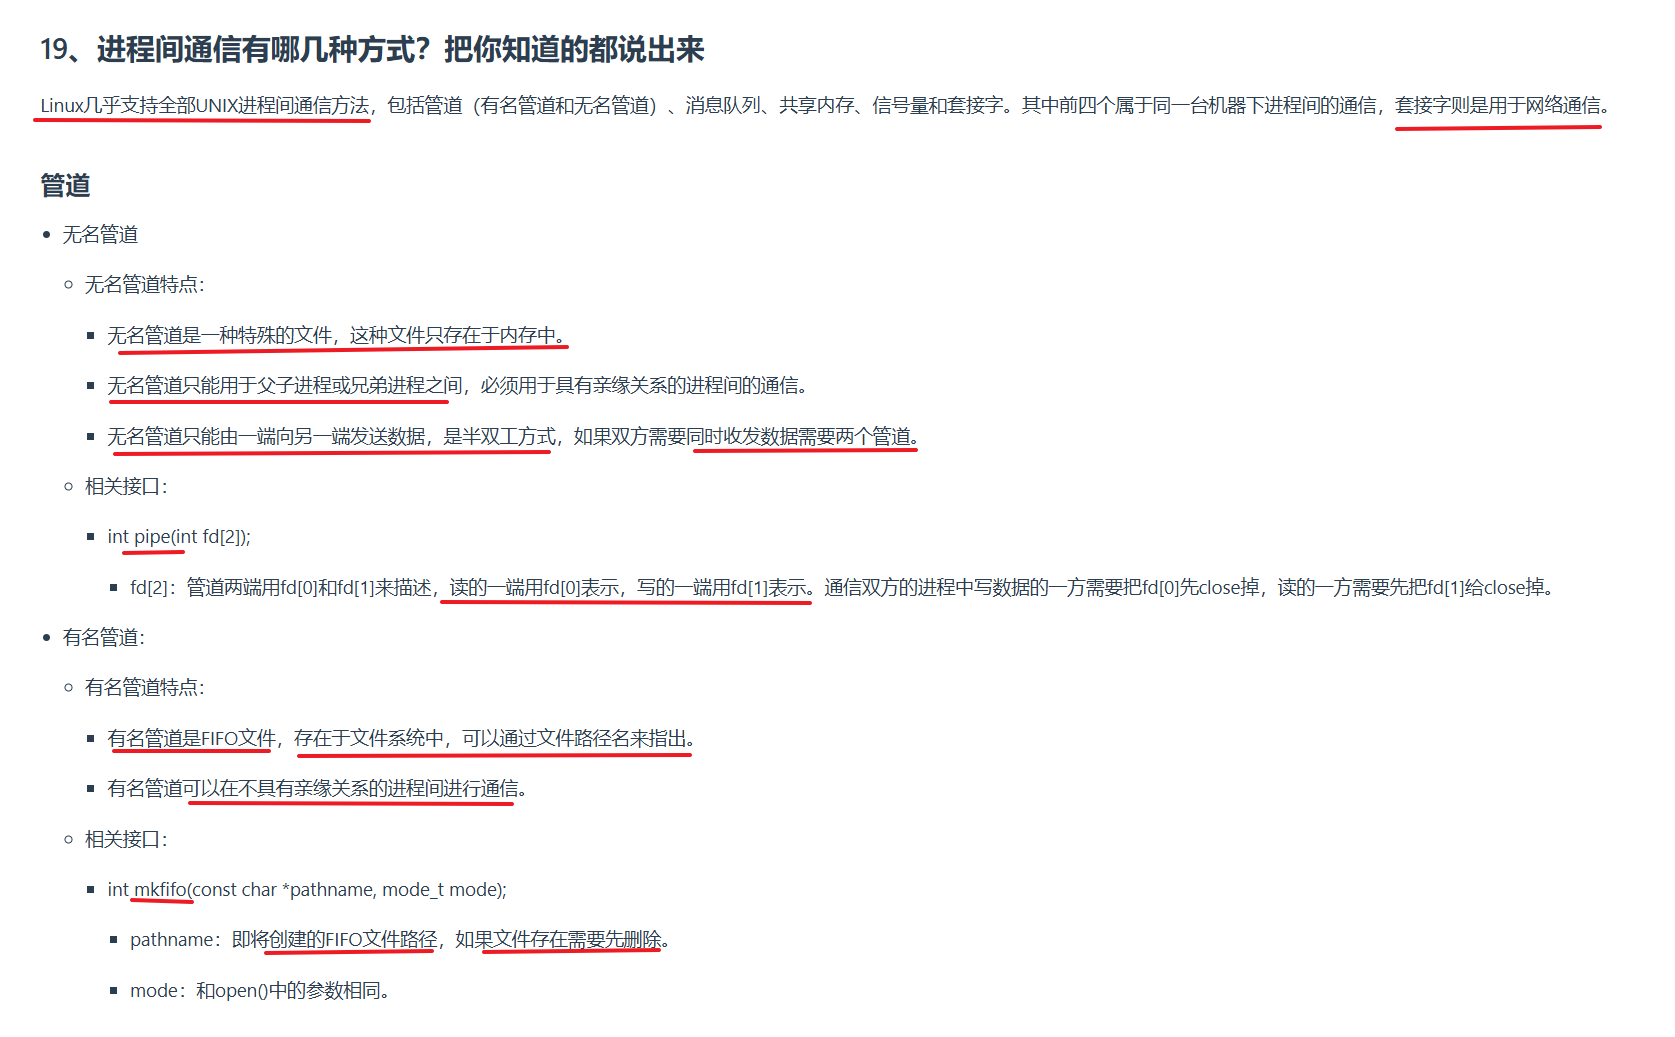 19、进程间通信有哪几种方式？把你知道的都说出来
Linux几乎支持全部UNIX进程间通信方法，包括管道（有名管道和无名管道）、消息队列、共享内存、信号量和套接字。其中前四个属于同一台机器下进程间的通信，套接字则是用于网络通信。
管道
无名管道
无名管道特点：
无名管道是一种特殊的文件，这种文件只存在于内存中。
无名管道只能用于父子进程或兄弟进程之间，必须用于具有亲缘关系的进程间的通信。
无名管道只能由一端向另一端发送数据，是半双工方式，如果双方需要同时收发数据需要两个管道。
相关接口：
int pipe(int fd[2]);
fd[2]：管道两端用fd[0]和fd[1]来描述，读的一端用fd[0]表示，写的一端用fd[1]表示。通信双方的进程中写数据的一方需要把fd[0]先close掉，读的一方需要先把fd[1]给close掉。
有名管道：
有名管道特点：
有名管道是FIFO文件，存在于文件系统中，可以通过文件路径名来指出。
有名管道可以在不具有亲缘关系的进程间进行通信。
相关接口：
int mkfifo(const char *pathname, mode_t mode);
pathname：即将创建的FIFO文件路径，如果文件存在需要先删除。
mode：和open()中的参数相同。